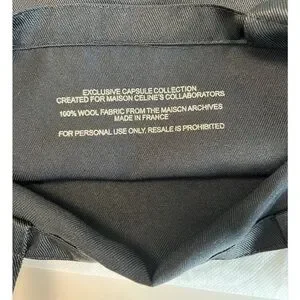 EXCLUSIVE CAPSULE COLLECTION
CREATED FOR MAISON CELINE'S COLLABORATORS
100% WOOL FABRIC FROM THE MAISON ARCHIVES
MADE IN FRANCE
FOR PERSONAL USE ONLY, RESALE IS PROHIBITED